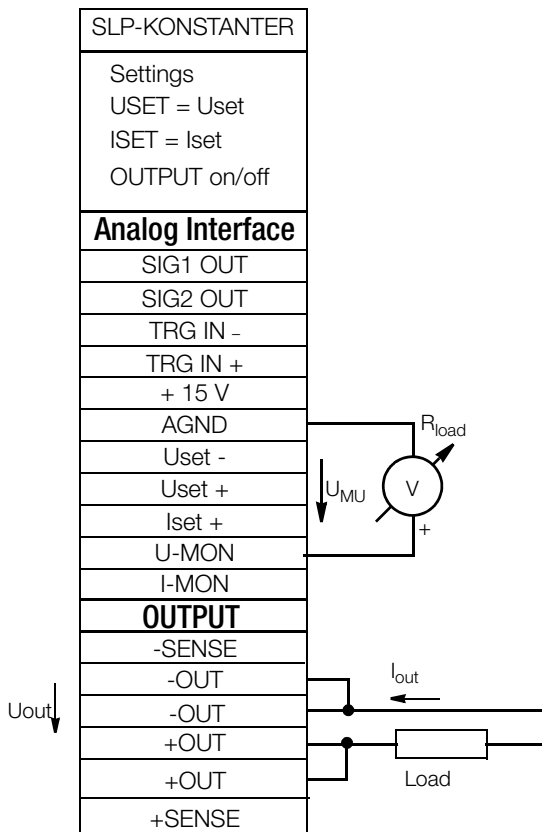 SLP-KONSTANTER
Settings
USET = Uset
ISET = Iset
OUTPUT on/off
Analog Interface
SIG1 OUT
SIG2 OUT
TRG IN –
TRG IN +
+ 15 V
AGND
Rload
Uset -
Uset +
UMU
V
Iset +
+
U-MON
I-MON
OUTPUT
-SENSE
-OUT
Iout
Uout
-OUT
+OUT
+OUT
Load
+SENSE